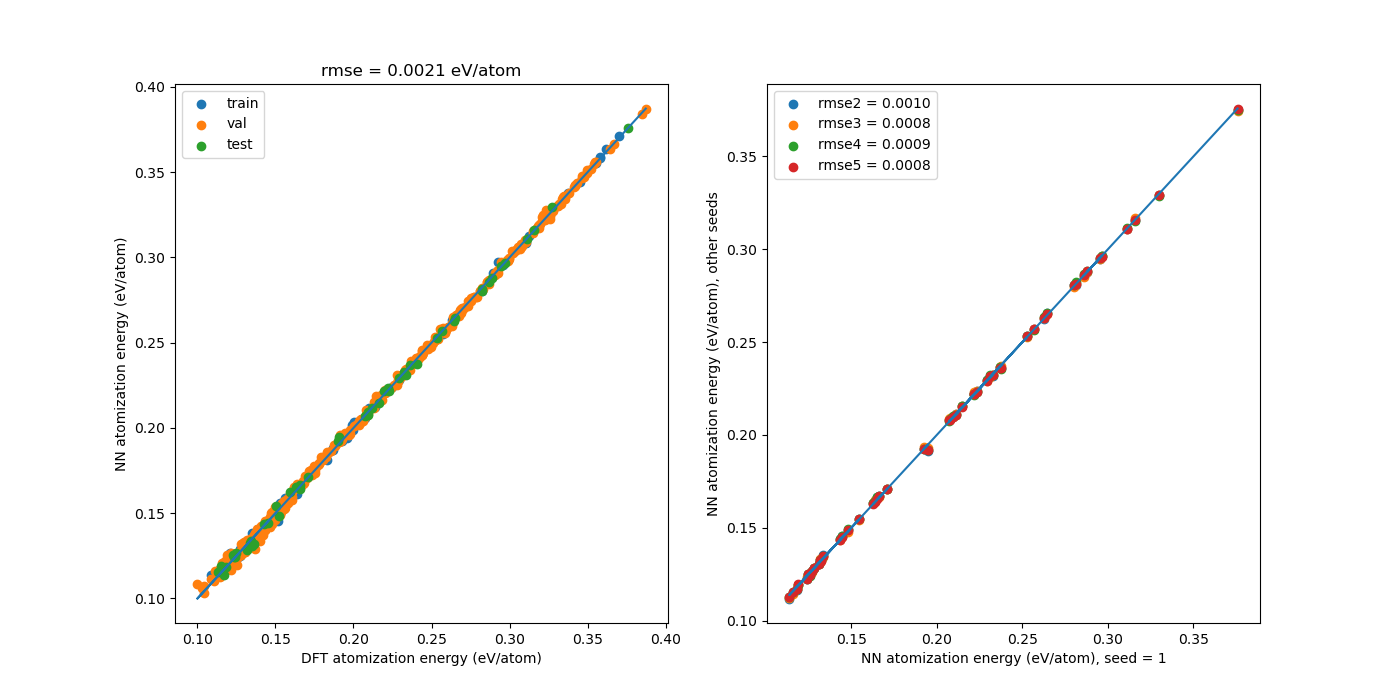 rmse = 0.0021 eV/atom
train
val
test
0.40
0.35
0.30
0.25
0.20
0.15
0.10
NN atomization energy (eV/atom)
0.10 0.15 0.20 0.25 0.30 0.35 0.40
DFT atomization energy (eV/atom)
rmse2 = 0.0010
rmse3 = 0.0008
rmse4 = 0.0009
rmse5 = 0.0008
0.35
0.30
0.25
0.20
0.15
0.10
NN atomization energy (eV/atom), other seeds
0.15 0.20 0.25 0.30 0.35
NN atomization energy (eV/atom), seed = 1